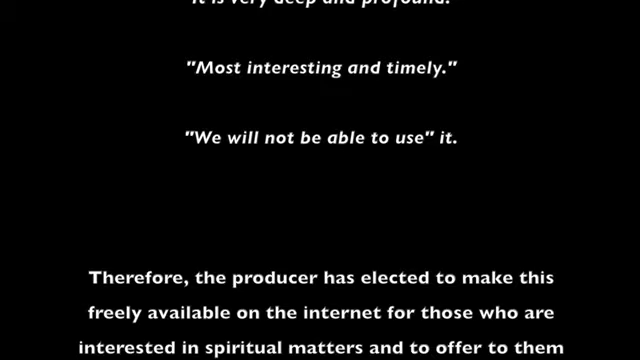 "It is very deep and profound."
"Most interesting and timely."
"We will not be able to use" it.
Therefore, the producer has elected to make this
freely available on the internet for those who are
interested in spiritual matters and to offer to them